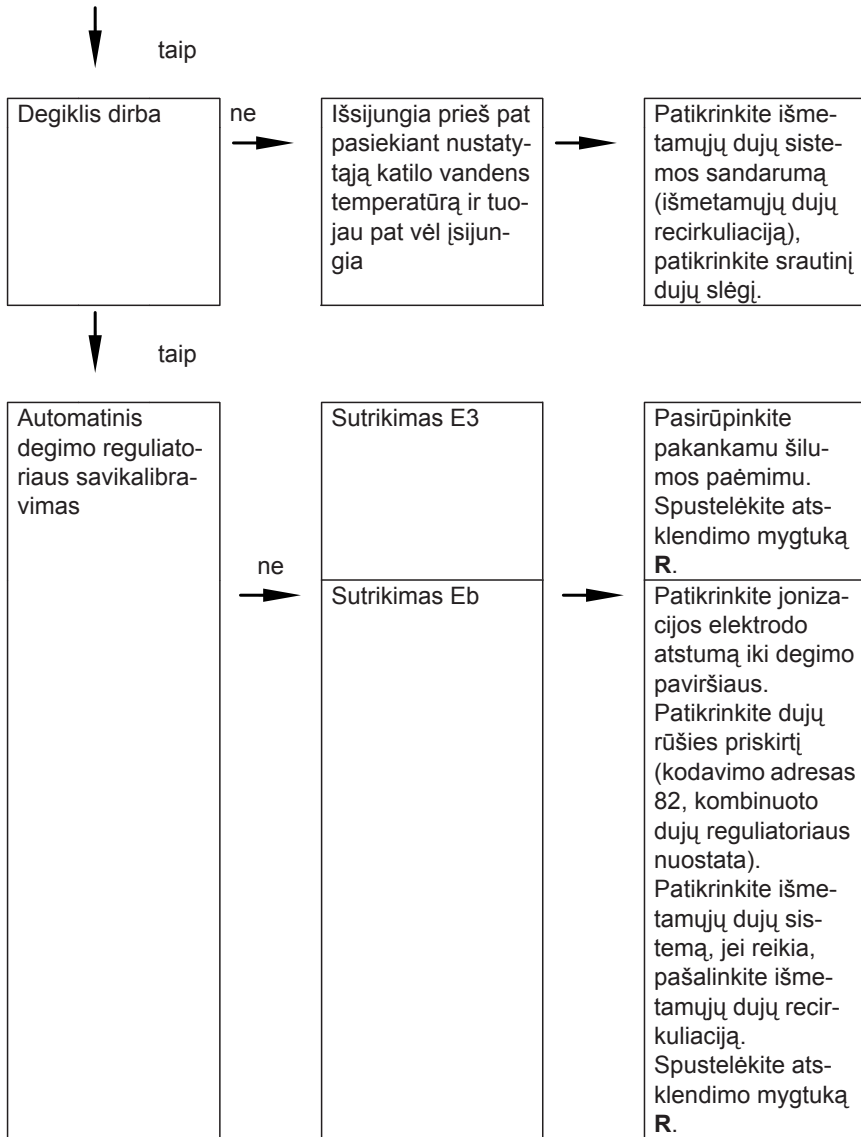 taip
Degiklis dirba
ne
Išsijungia prieš pat
pasiekiant nustaty-
tąją katilo vandens
temperatūrą ir tuo-
jau pat vėl įsijun-
gia
Patikrinkite išme-
tamųjų dujų siste-
mos sandarumą
(išmetamųjų dujų
recirkuliaciją),
patikrinkite srautinį
dujų slėgį.
taip
Automatinis
degimo reguliato-
riaus savikalibra-
vimas
ne
Sutrikimas E3
Pasirūpinkite
pakankamu šilu-
mos paėmimu.
Spustelėkite ats-
klendimo mygtuką
R.
Sutrikimas Eb
Patikrinkite joniza-
cijos elektrodo
atstumą iki degimo
paviršiaus.
Patikrinkite dujų
rūšies priskirtį
(kodavimo adresas
82, kombinuoto
dujų reguliatoriaus
nuostata).
Patikrinkite išme-
tamųjų dujų sis-
temą, jei reikia,
pašalinkite išme-
tamųjų dujų recir-
kuliaciją.
Spustelėkite ats-
klendimo mygtuką
R.